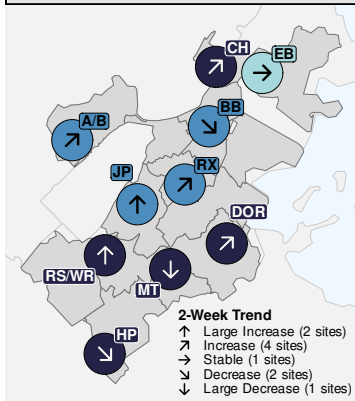 CH
EB
BB
A/B
JP
RX
DOR
RS/WR
MT
HP
2-Week Trend
↑ Large Increase (2 sites)
↗ Increase (4 sites)
→ Stable (1 sites)
↘ Decrease (2 sites)
↓ Large Decrease (1 sites)